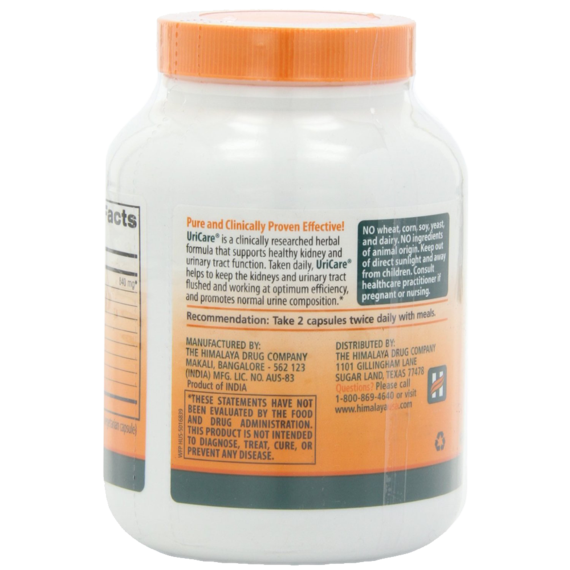 Facts
840 mg*
Pure and Clinically Proven Effective!
UriCare® is a clinically researched herbal
formula that supports healthy kidney and
urinary tract function. Taken daily, UriCare®
helps to keep the kidneys and urinary tract
flushed and working at optimum efficiency,
and promotes normal urine composition.*
NO wheat, corn, soy, yeast,
and dairy. NO ingredients
of animal origin. Keep out
of direct sunlight and away
from children. Consult
healthcare practitioner if
pregnant or nursing.
Recommendation: Take 2 capsules twice daily with meals.
MANUFACTURED BY:
THE HIMALAYA DRUG COMPANY
MAKALI, BANGALORE - 562 123
(INDIA) MFG. LIC. NO. AUS-83
Product of INDIA
*THESE STATEMENTS HAVE NOT
BEEN EVALUATED BY THE FOOD
AND DRUG ADMINISTRATION.
THIS PRODUCT IS NOT INTENDED
TO DIAGNOSE, TREAT, CURE, OR
PREVENT ANY DISEASE.
DISTRIBUTED BY:
THE HIMALAYA DRUG COMPANY
1101 GILLINGHAM LANE
SUGAR LAND, TEXAS 77478
Questions? Please call
1-800-869-4640 or visit
www.himalayausa.com
H
capsule)